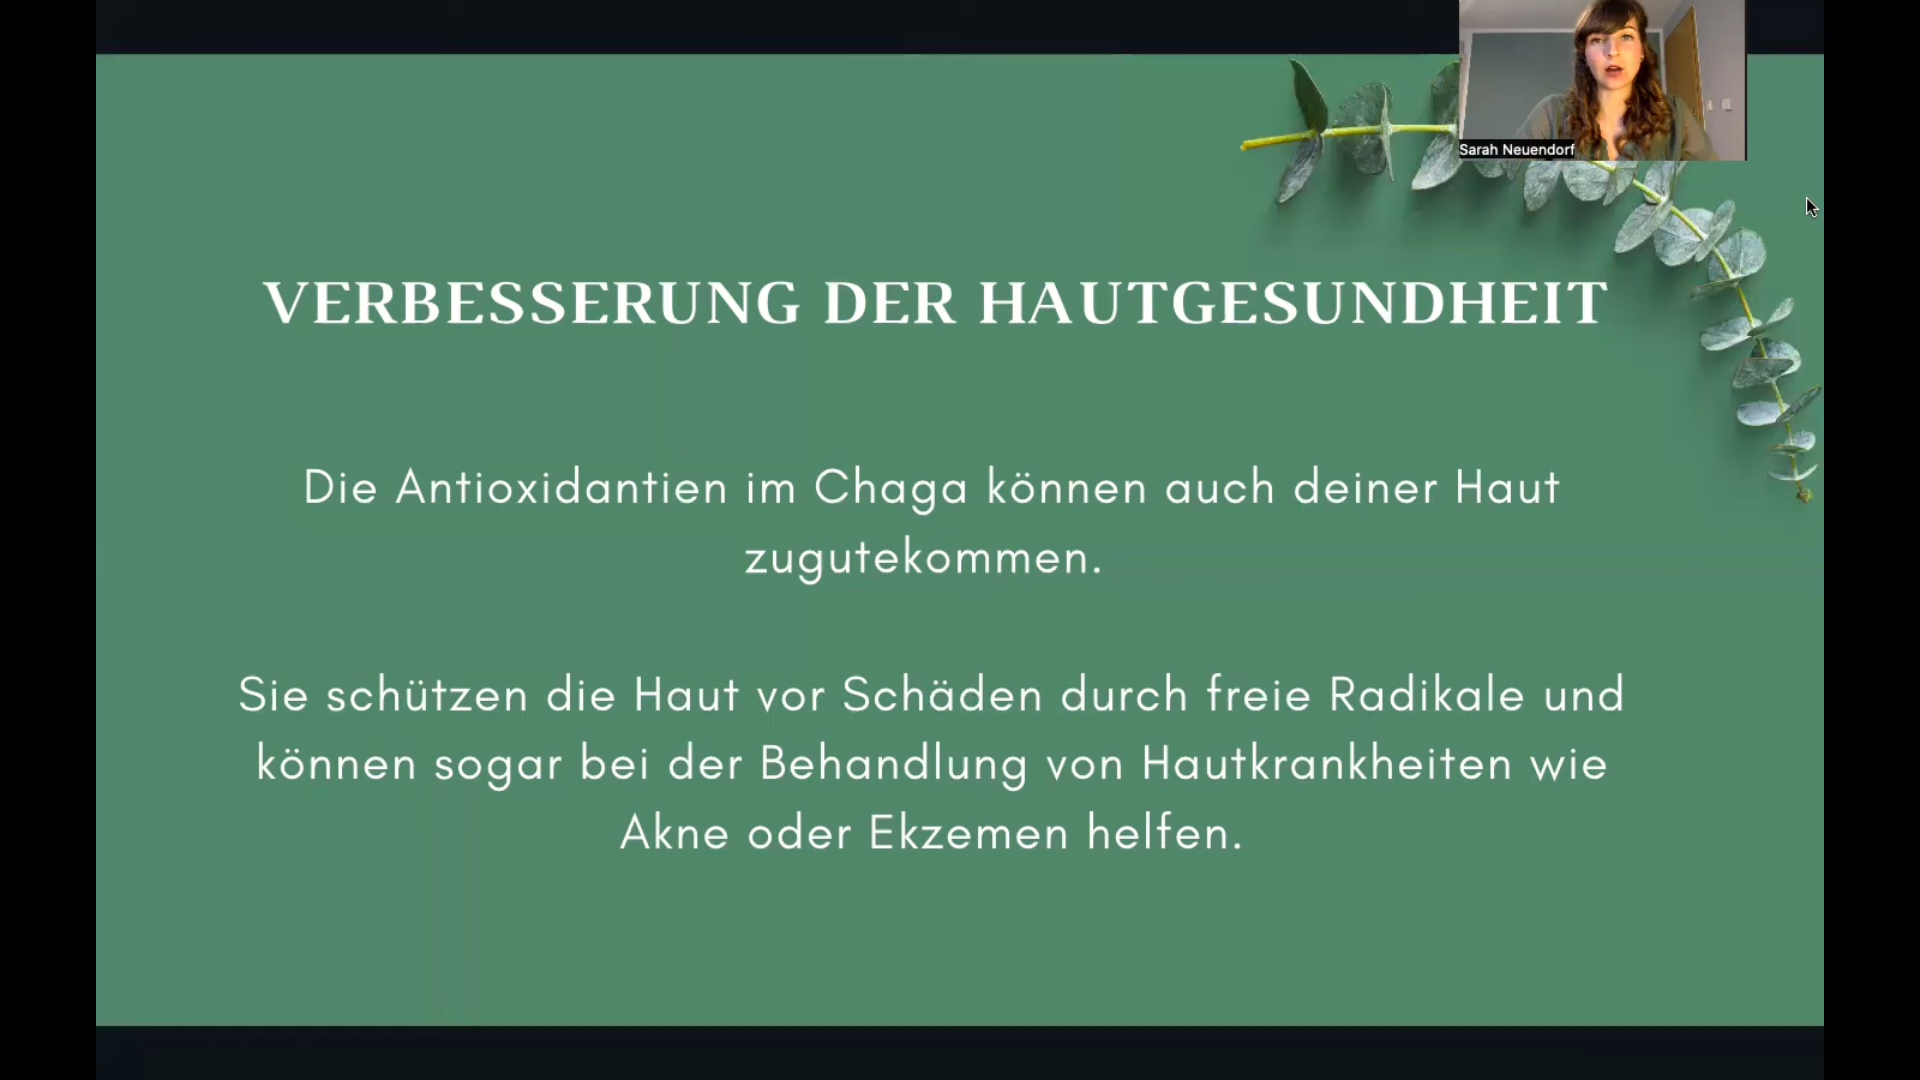 Sarah Neuendorf
VERBESSERUNG DER HAUTGESUNDHEIT
Die Antioxidantien im Chaga können auch deiner Haut
zugutekommen.
Sie schützen die Haut vor Schäden durch freie Radikale und
können sogar bei der Behandlung von Hautkrankheiten wie
Akne oder Ekzemen helfen.